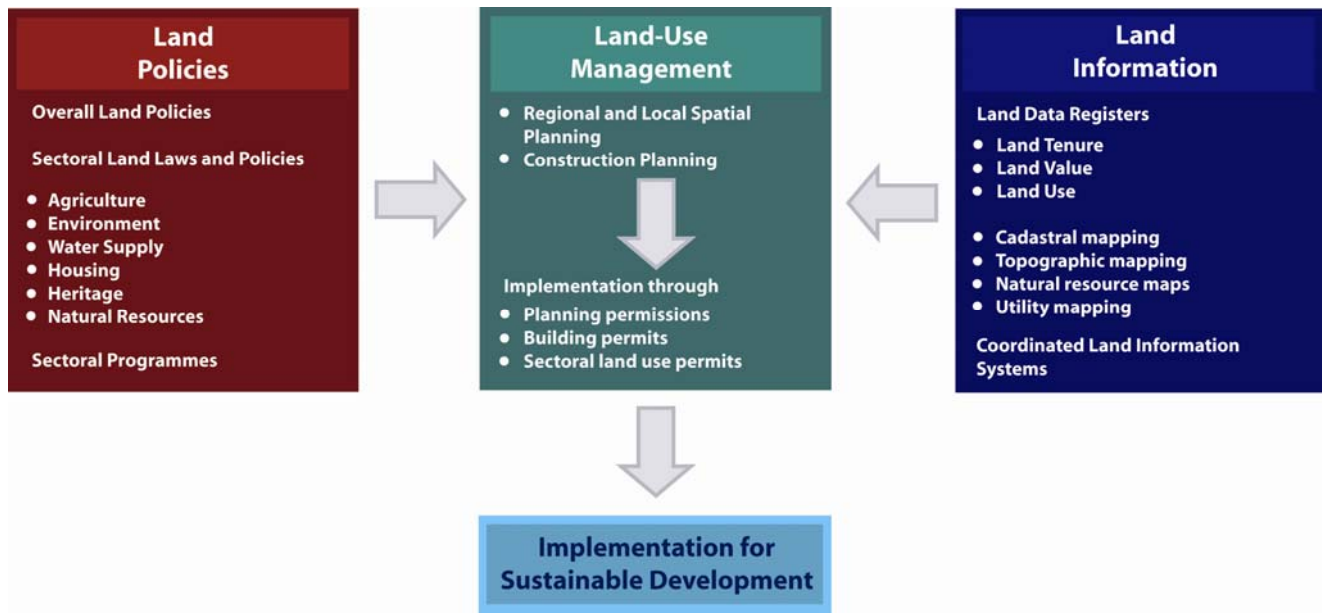 Land
Policies
Overall Land Policies
Sectoral Land Laws and Policies
● Agriculture
● Environment
● Water Supply
● Housing
● Heritage
● Natural Resources
Sectoral Programmes
Land-Use
Management
● Regional and Local Spatial
Planning
● Construction Planning
Implementation through
● Planning permissions
● Building permits
● Sectoral land use permits
Land
Information
Land Data Registers
● Land Tenure
● Land Value
● Land Use
● Cadastral mapping
● Topographic mapping
● Natural resource maps
● Utility mapping
Coordinated Land Information
Systems
Implementation for
Sustainable Development